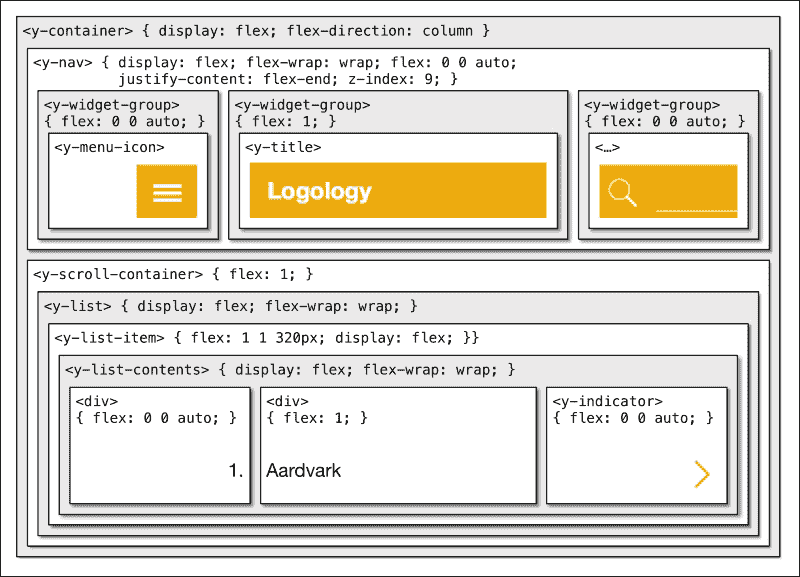 <y-container> { display: flex; flex-direction: column }
<y-nav> { display: flex; flex-wrap: wrap; flex: 0 0 auto;
justify-content: flex-end; z-index: 9; }
<y-widget-group>
{ flex: 0 0 auto; }
<y-menu-icon>
<y-widget-group>
{ flex: 1; }
<y-title>
Logology
<y-widget-group>
{ flex: 0 0 auto; }
<…>
<y-scroll-container> { flex: 1; }
<y-list> { display: flex; flex-wrap: wrap; }
<y-list-item> { flex: 1 1 320px; display: flex; }}
<y-list-contents> { display: flex; flex-wrap: wrap; }
<div>
{ flex: 0 0 auto; }
1.
<div>
{ flex: 1; }
Aardvark
<y-indicator>
{ flex: 0 0 auto; }